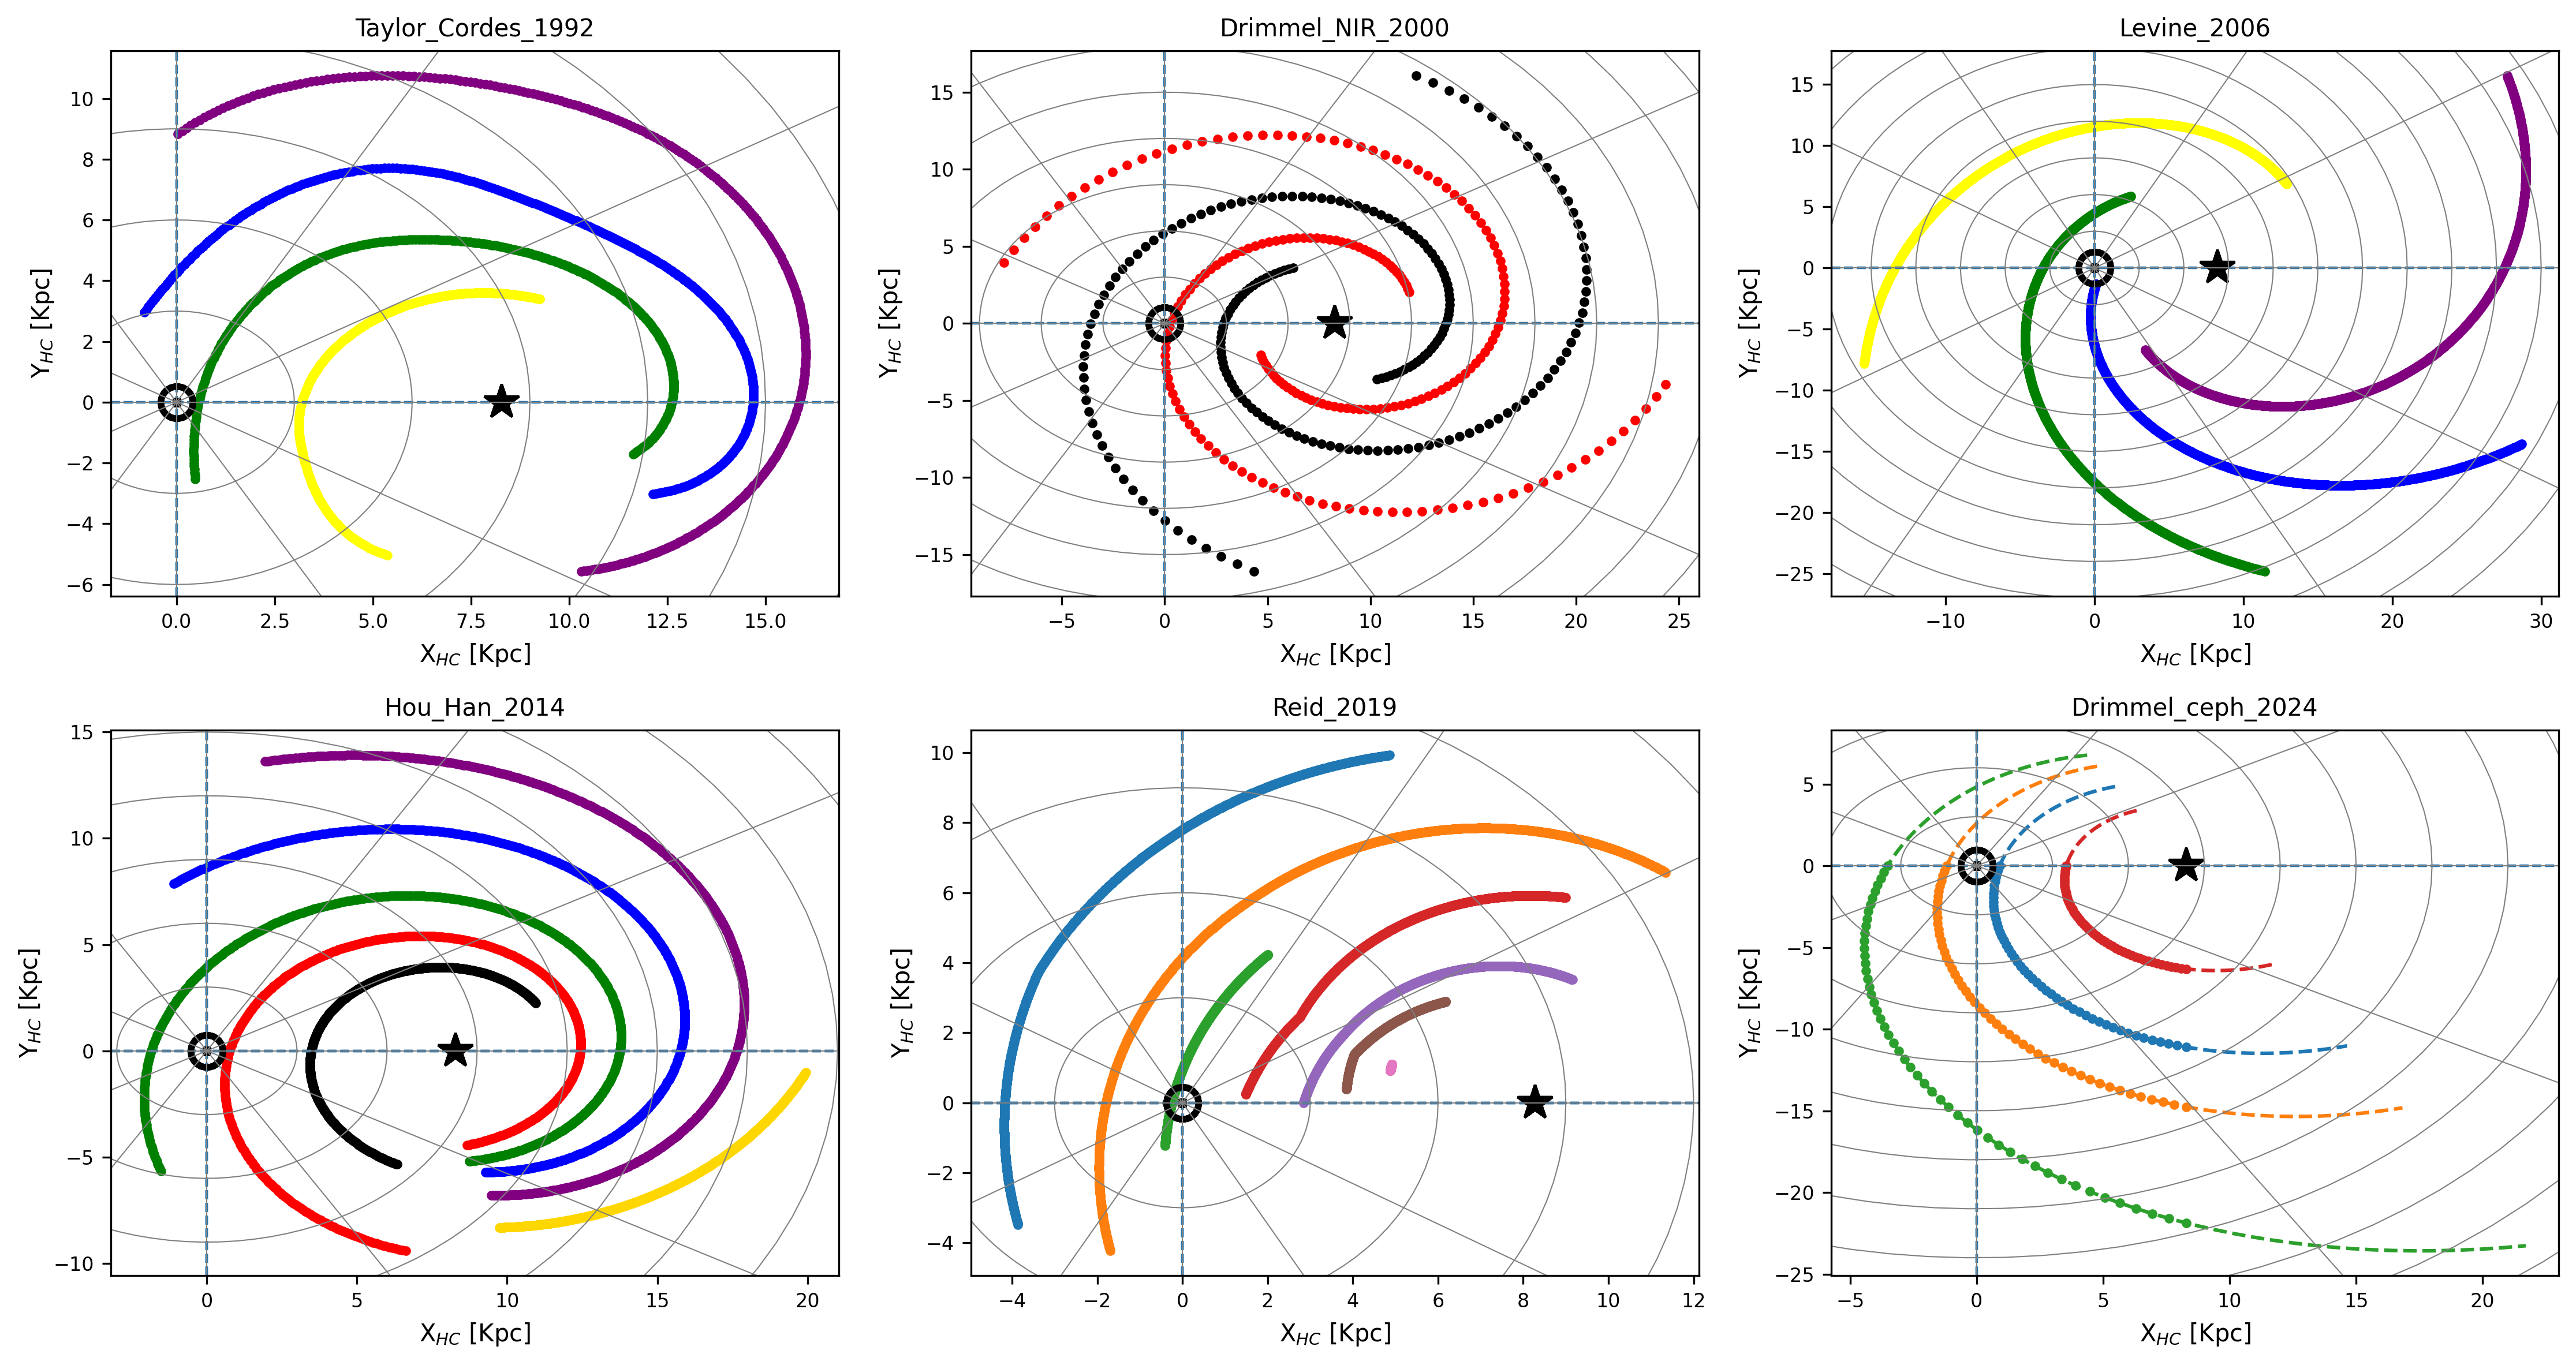 Taylor_Cordes_1992
10
8
6
4
2
0
−2
−4
−6
Y_HC [Kpc]
0.0 2.5 5.0 7.5 10.0 12.5 15.0
X_HC [Kpc]
Drimmel_NIR_2000
15
10
5
0
−5
−10
−15
Y_HC [Kpc]
−5 0 5 10 15 20 25
X_HC [Kpc]
Levine_2006
15
10
5
0
−5
−10
−15
−20
−25
Y_HC [Kpc]
−10 0 10 20 30
X_HC [Kpc]
Hou_Han_2014
15
10
5
0
−5
−10
Y_HC [Kpc]
0 5 10 15 20
X_HC [Kpc]
Reid_2019
10
8
6
4
2
0
−2
−4
Y_HC [Kpc]
−4 −2 0 2 4 6 8 10 12
X_HC [Kpc]
Drimmel_ceph_2024
5
0
−5
−10
−15
−20
−25
Y_HC [Kpc]
−5 0 5 10 15 20
X_HC [Kpc]